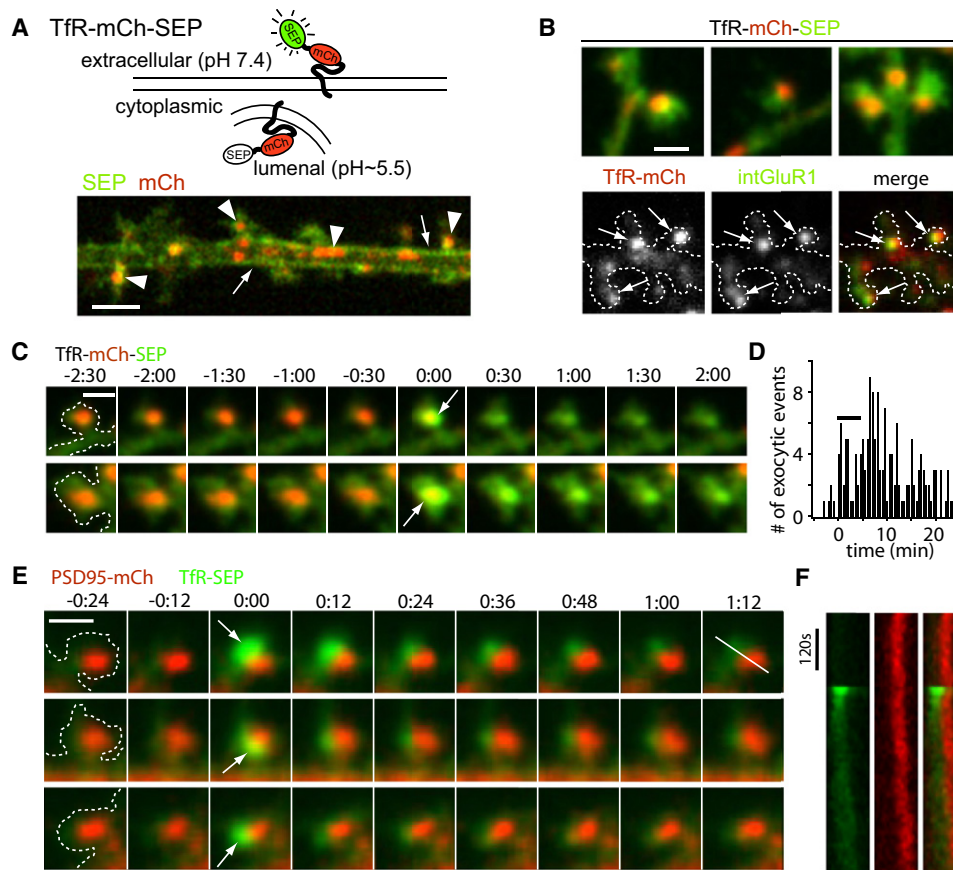 A
TfR-mCh-SEP
SEP
mCh
extracellular (pH 7.4)
cytoplasmic
SEP
mCh
lumenal (pH~5.5)
SEP mCh
B
TfR-mCh-SEP
TfR-mCh intGluR1 merge
C
TfR-mCh-SEP
-2:30 -2:00 -1:30 -1:00 -0:30 0:00 0:30 1:00 1:30 2:00
D
# of exocytic events
8
4
0
0 10 20
time (min)
E
PSD95-mCh TfR-SEP
-0:24 -0:12 0:00 0:12 0:24 0:36 0:48 1:00 1:12
F
120s